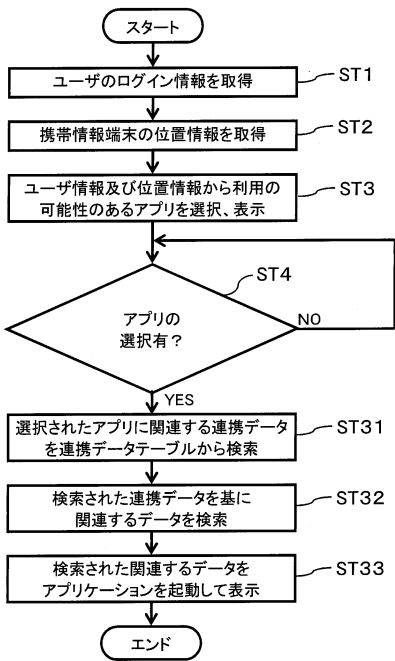 スタート
ユーザのログイン情報を取得
ST1
携帯情報端末の位置情報を取得
ST2
ユーザ情報及び位置情報から利用の
可能性のあるアプリを選択、表示
ST3
ST4
アプリの
選択有?
NO
YES
選択されたアプリに関連する連携データ
を連携データテーブルから検索
ST31
検索された連携データを基に
関連するデータを検索
ST32
検索された関連するデータを
アプリケーションを起動して表示
ST33
エンド